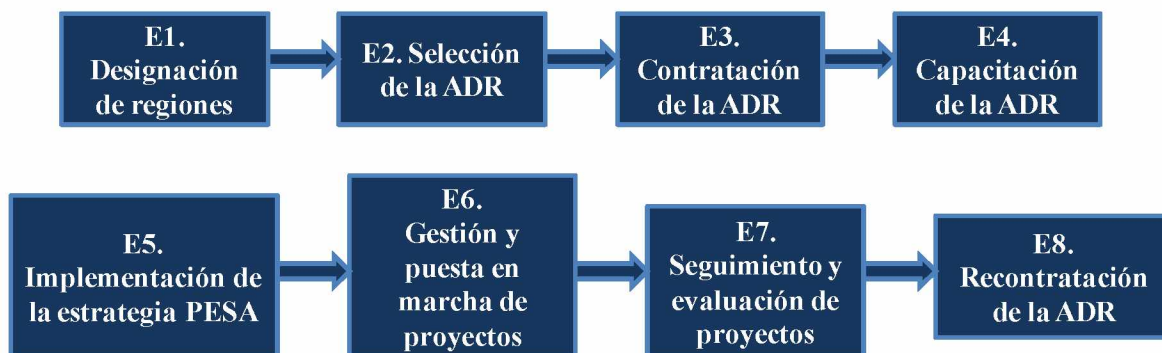 E1.
Designación
de regiones
E2. Selección
de la ADR
E3.
Contratación
de la ADR
E4.
Capacitación
de la ADR
E5.
Implementación de
la estrategia PESA
E6.
Gestión y
puesta en
marcha de
proyectos
E7.
Seguimiento y
evaluación de
proyectos
E8.
Recontratación
de la ADR